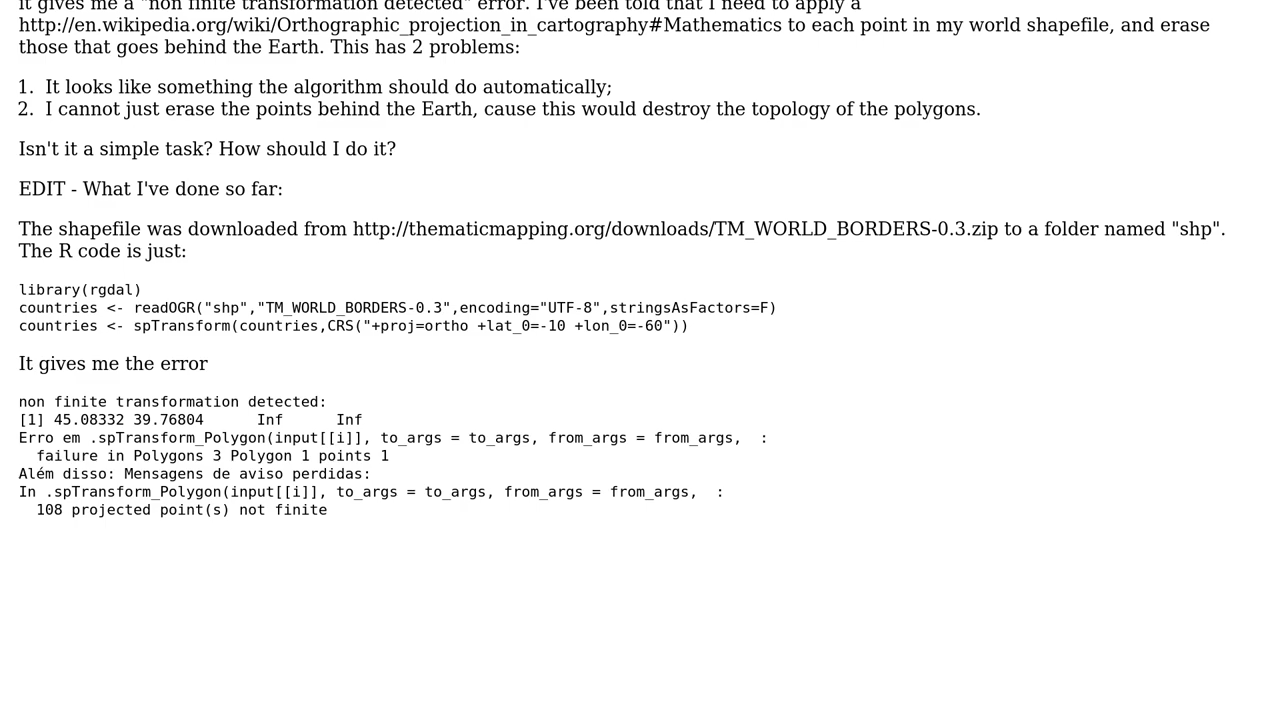 it gives me a "non finite transformation detected" error. I've been told that I need to apply a
http://en.wikipedia.org/wiki/Orthographic_projection_in_cartography#Mathematics to each point in my world shapefile, and erase
those that goes behind the Earth. This has 2 problems:
1. It looks like something the algorithm should do automatically;
2. I cannot just erase the points behind the Earth, cause this would destroy the topology of the polygons.
Isn't it a simple task? How should I do it?
EDIT - What I've done so far:
The shapefile was downloaded from http://thematicmapping.org/downloads/TM_WORLD_BORDERS-0.3.zip to a folder named "shp".
The R code is just:
library(rgdal)
countries <- readOGR("shp","TM_WORLD_BORDERS-0.3",encoding="UTF-8",stringsAsFactors=F)
countries <- spTransform(countries,CRS("+proj=ortho +lat_0=-10 +lon_0=-60"))
It gives me the error
non finite transformation detected:
[1] 45.08332 39.76804      Inf      Inf
Erro em .spTransform_Polygon(input[[i]], to_args = to_args, from_args = from_args,  :
  failure in Polygons 3 Polygon 1 points 1
Além disso: Mensagens de aviso perdidas:
In .spTransform_Polygon(input[[i]], to_args = to_args, from_args = from_args,  :
  108 projected point(s) not finite